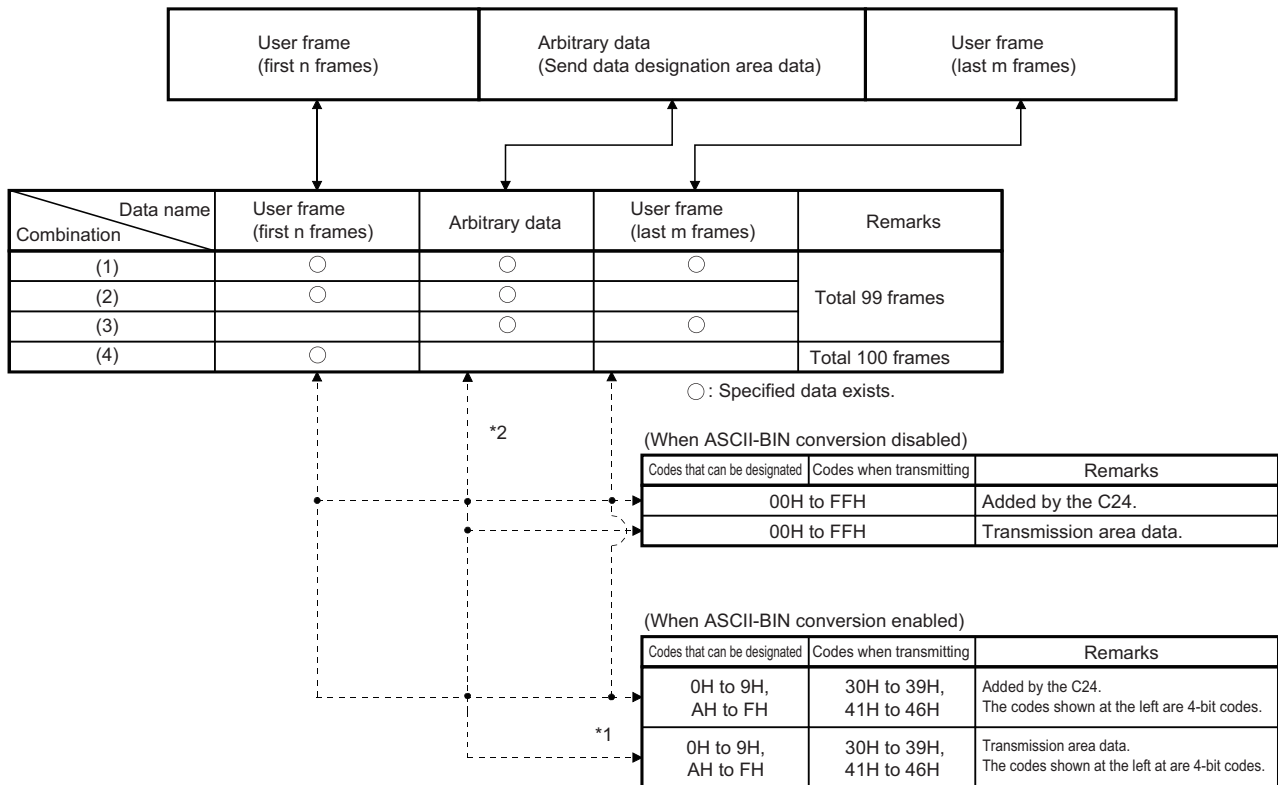 User frame
(first n frames)
Arbitrary data
(Send data designation area data)
User frame
(last m frames)
Data name
Combination
User frame
(first n frames)
Arbitrary data
User frame
(last m frames)
Remarks
(1) ○ ○ ○
(2) ○ ○
Total 99 frames
(3) ○ ○
(4) ○ Total 100 frames
○: Specified data exists.
*2
(When ASCII-BIN conversion disabled)
Codes that can be designated Codes when transmitting Remarks
00H to FFH Added by the C24.
00H to FFH Transmission area data.
(When ASCII-BIN conversion enabled)
Codes that can be designated Codes when transmitting Remarks
0H to 9H,
AH to FH
30H to 39H,
41H to 46H
Added by the C24.
The codes shown at the left are 4-bit codes.
*1
0H to 9H,
AH to FH
30H to 39H,
41H to 46H
Transmission area data.
The codes shown at the left at are 4-bit codes.